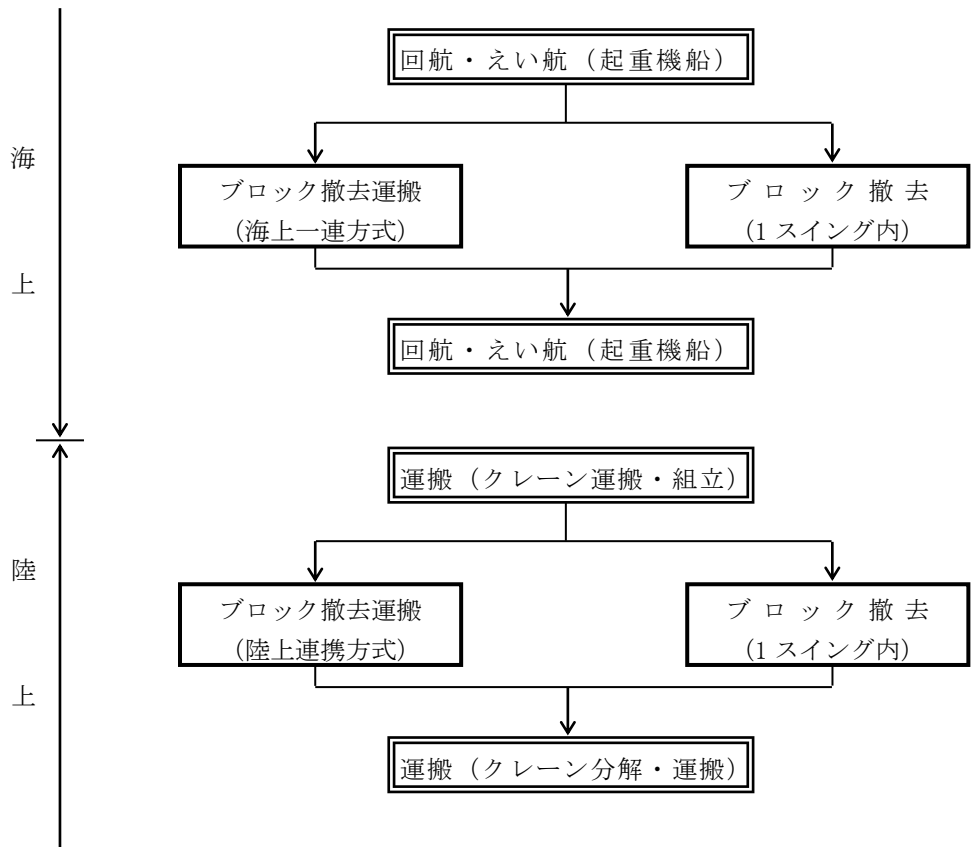 海上
回航・えい航（起重機船）
ブロック撤去運搬
（海上一連方式）
ブロック撤去
（1スイング内）
回航・えい航（起重機船）
陸上
運搬（クレーン運搬・組立）
ブロック撤去運搬
（陸上連携方式）
ブロック撤去
（1スイング内）
運搬（クレーン分解・運搬）